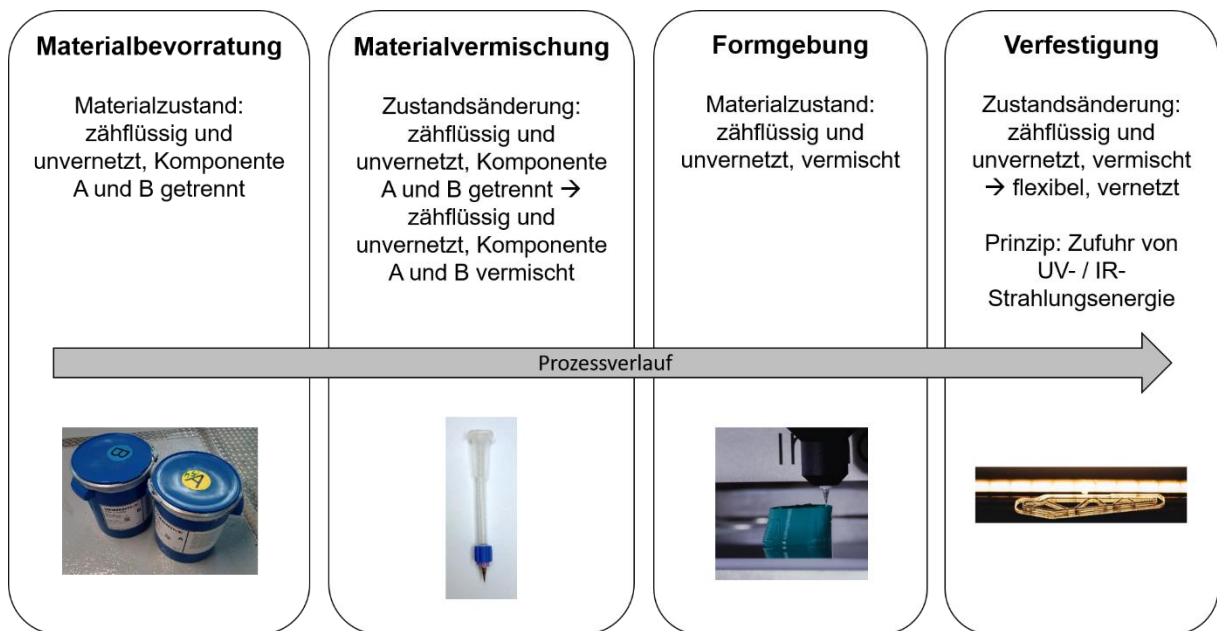 Materialbevorratung
Materialzustand:
zähflüssig und
unvernetzt, Komponente
A und B getrennt
Materialvermischung
Zustandsänderung:
zähflüssig und
unvernetzt, Komponente
A und B getrennt →
zähflüssig und
unvernetzt, Komponente
A und B vermischt
Formgebung
Materialzustand:
zähflüssig und
unvernetzt, vermischt
Verfestigung
Zustandsänderung:
zähflüssig und
unvernetzt, vermischt
→ flexibel, vernetzt
Prinzip: Zufuhr von
UV- / IR-
Strahlungsenergie
Prozessverlauf
B
A